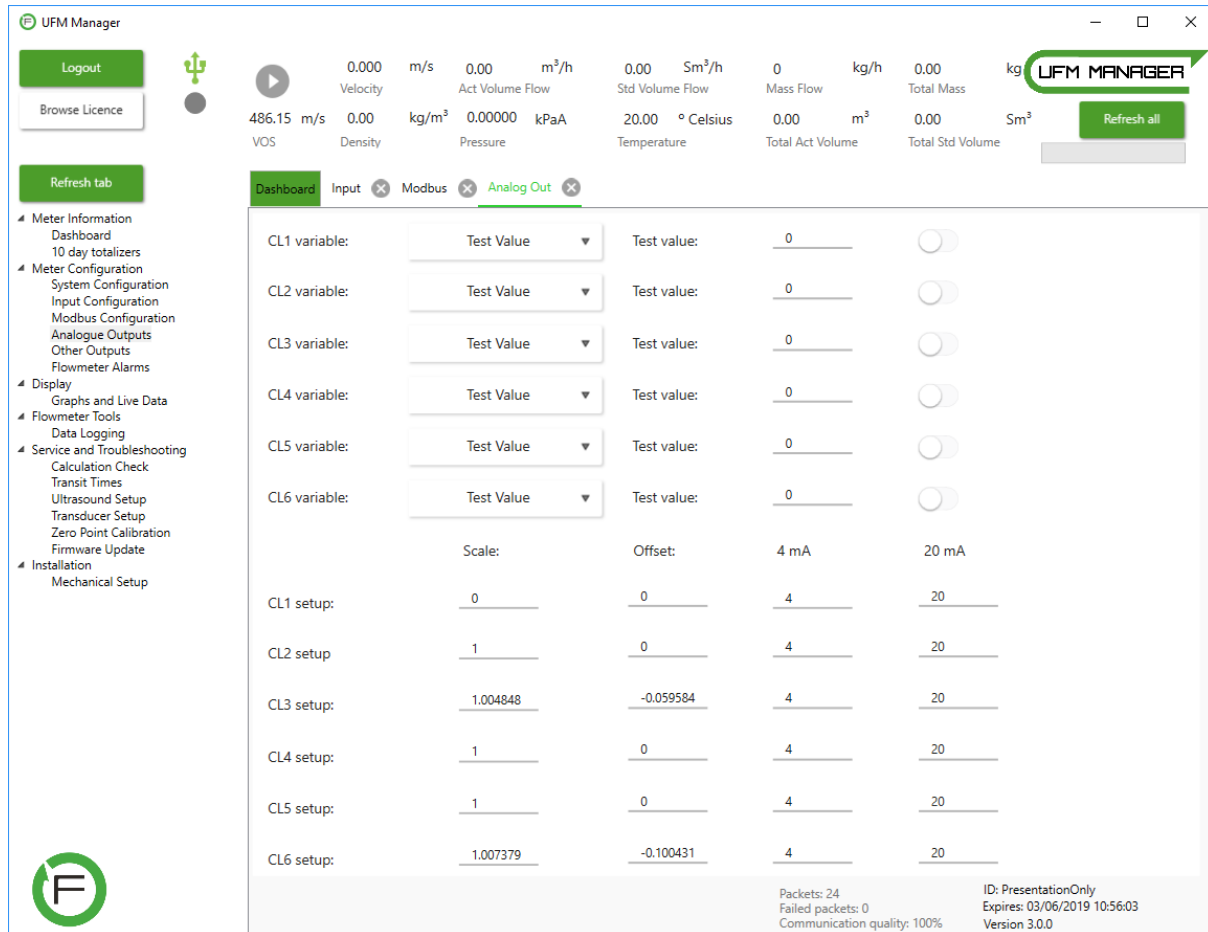 UFM Manager
Logout
Browse Licence
Refresh tab
0.000 m/s 0.00 m³/h 0.00 Sm³/h 0 kg/h 0.00 kg
Velocity Act Volume Flow Std Volume Flow Mass Flow Total Mass
UFM MANAGER
486.15 m/s 0.00 kg/m³ 0.00000 kPaA 20.00 ° Celsius 0.00 m³ 0.00 Sm³
VOS Density Pressure Temperature Total Act Volume Total Std Volume
Refresh all
Dashboard Input Modbus Analog Out
Meter Information
Dashboard
10 day totalizers
Meter Configuration
System Configuration
Input Configuration
Modbus Configuration
Analogue Outputs
Other Outputs
Flowmeter Alarms
Display
Graphs and Live Data
Flowmeter Tools
Data Logging
Service and Troubleshooting
Calculation Check
Transit Times
Ultrasound Setup
Transducer Setup
Zero Point Calibration
Firmware Update
Installation
Mechanical Setup
CL1 variable: Test Value Test value: 0
CL2 variable: Test Value Test value: 0
CL3 variable: Test Value Test value: 0
CL4 variable: Test Value Test value: 0
CL5 variable: Test Value Test value: 0
CL6 variable: Test Value Test value: 0
Scale: Offset: 4 mA 20 mA
CL1 setup: 0 0 4 20
CL2 setup 1 0 4 20
CL3 setup: 1.004848 -0.059584 4 20
CL4 setup: 1 0 4 20
CL5 setup: 1 0 4 20
CL6 setup: 1.007379 -0.100431 4 20
F
Packets: 24
Failed packets: 0
Communication quality: 100%
ID: PresentationOnly
Expires: 03/06/2019 10:56:03
Version 3.0.0